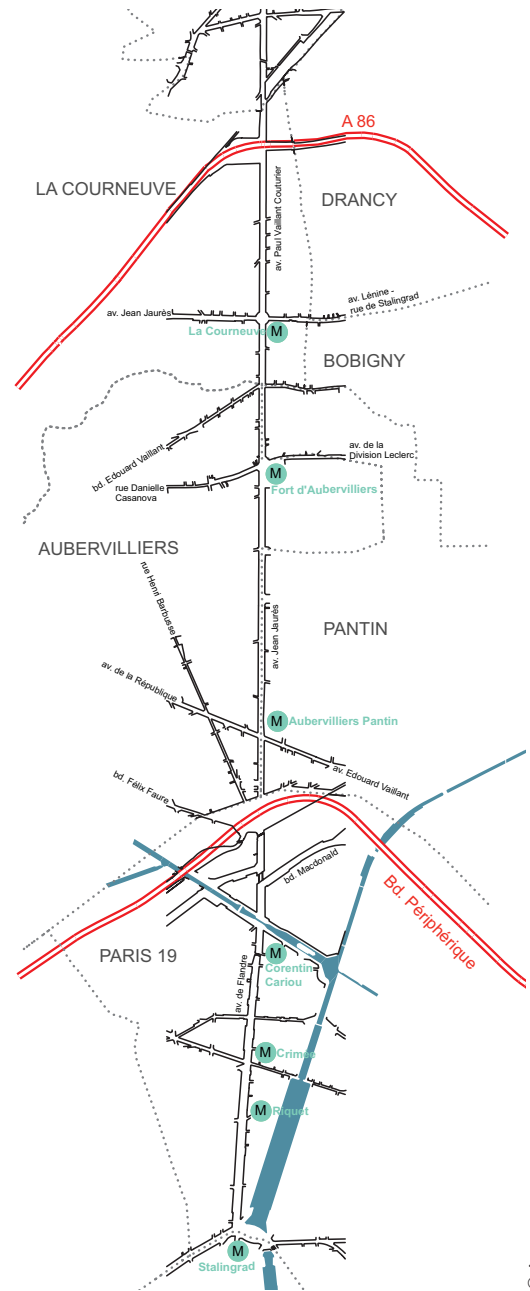 A 86
LA COURNEUVE
DRANCY
av. Paul Vaillant Couturier
av. Lénine -
rue de Stalingrad
av. Jean Jaurès
La Courneuve
M
BOBIGNY
bd. Edouard Vaillant
av. de la
Division Leclerc
M
rue Danielle
Casanova
Fort d'Aubervilliers
AUBERVILLIERS
rue Henri Barbusse
PANTIN
av. Jean Jaurès
av. de la République
M
Aubervilliers Pantin
av. Edouard Vaillant
bd. Félix Faure
bd. Macdonald
Bd. Périphérique
PARIS 19
M
Corentin
Cariou
av. de Flandre
M
Crimée
M
Riquet
M
Stalingrad